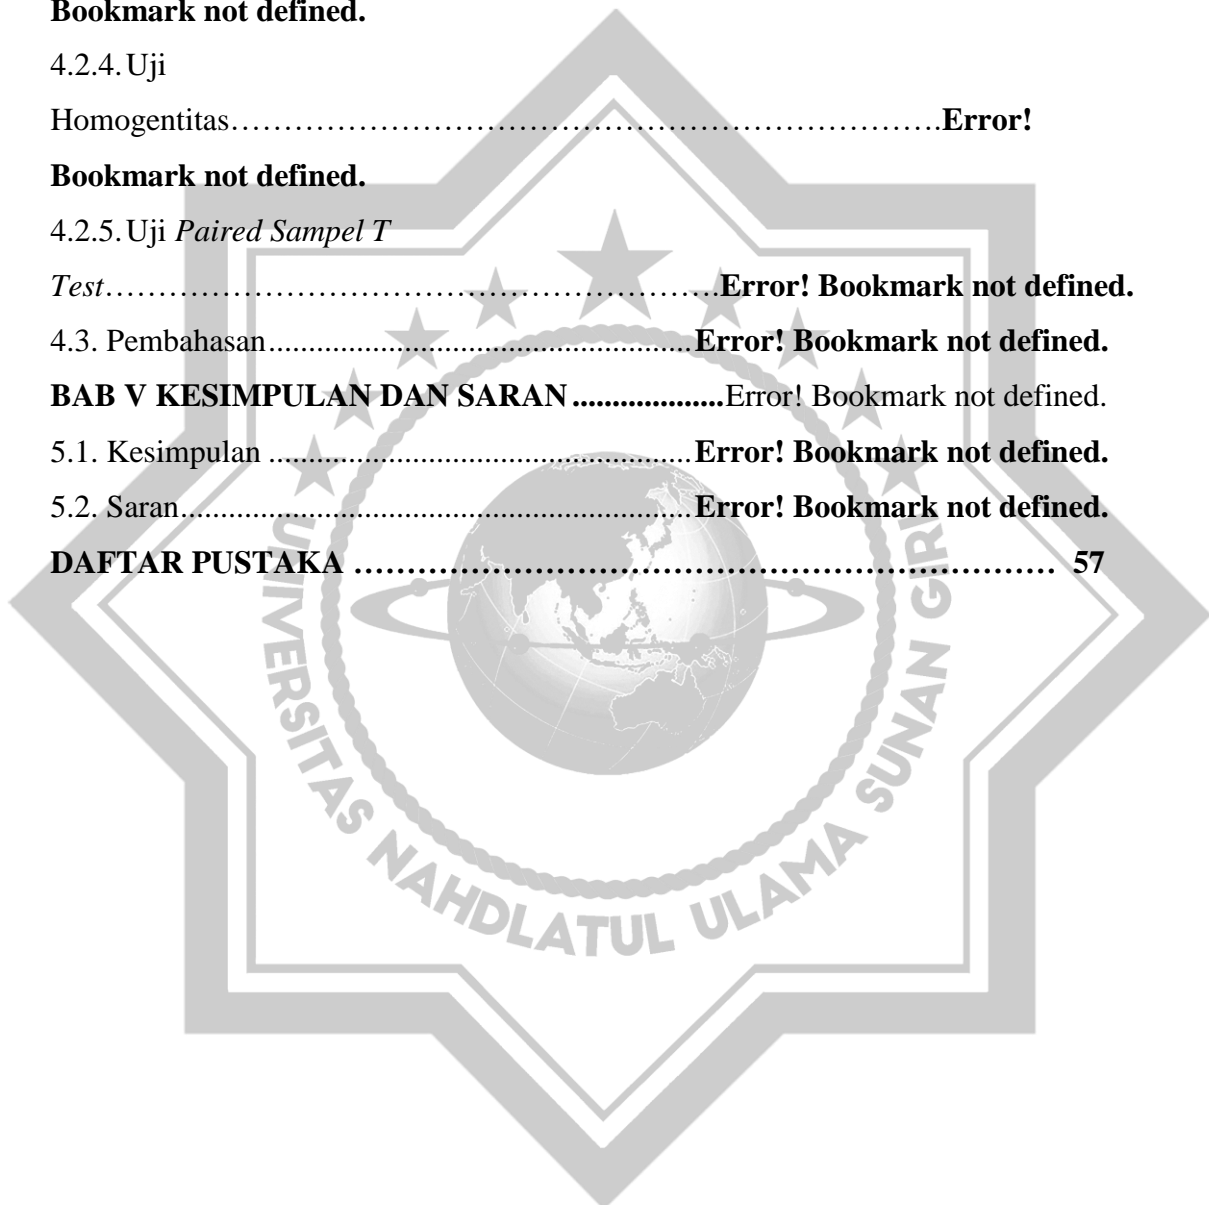 Bookmark not defined.
4.2.4. Uji
Homogentitas………………………………………………………….Error!
Bookmark not defined.
4.2.5. Uji Paired Sampel T
Test………………………………………………….Error! Bookmark not defined.
4.3. Pembahasan.....................................................Error! Bookmark not defined.
BAB V KESIMPULAN DAN SARAN...................Error! Bookmark not defined.
5.1. Kesimpulan .....................................................Error! Bookmark not defined.
5.2. Saran................................................................Error! Bookmark not defined.
DAFTAR PUSTAKA ………………………………………………………… 57
UNIVERSITAS NAHDLATUL ULAMA SUNAN GIRI